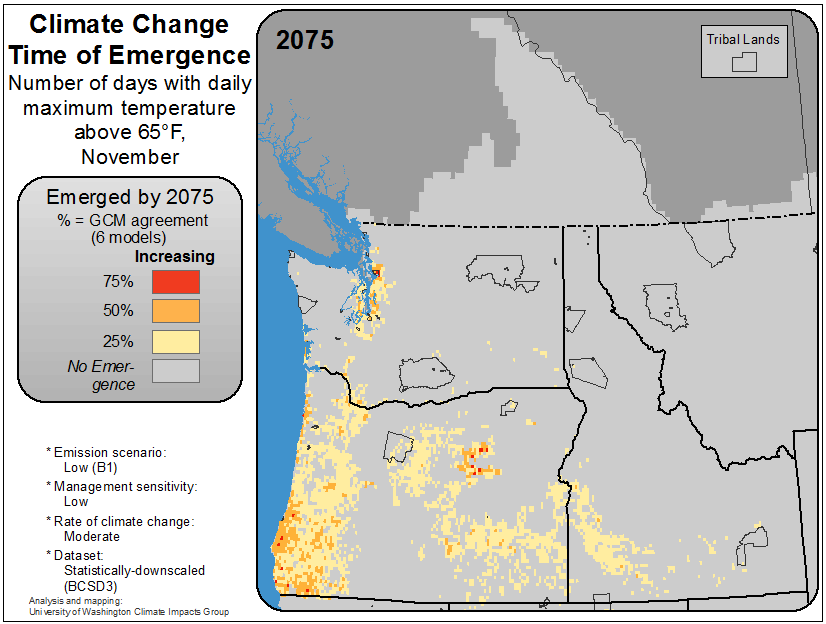 Climate Change
Time of Emergence
Number of days with daily
maximum temperature
above 65°F,
November
Emerged by 2075
% = GCM agreement
(6 models)
Increasing
75%
50%
25%
No Emer-
gence
* Emission scenario:
Low (B1)
* Management sensitivity:
Low
* Rate of climate change:
Moderate
* Dataset:
Statistically-downscaled
(BCSD3)
Analysis and mapping:
University of Washington Climate Impacts Group
2075
Tribal Lands